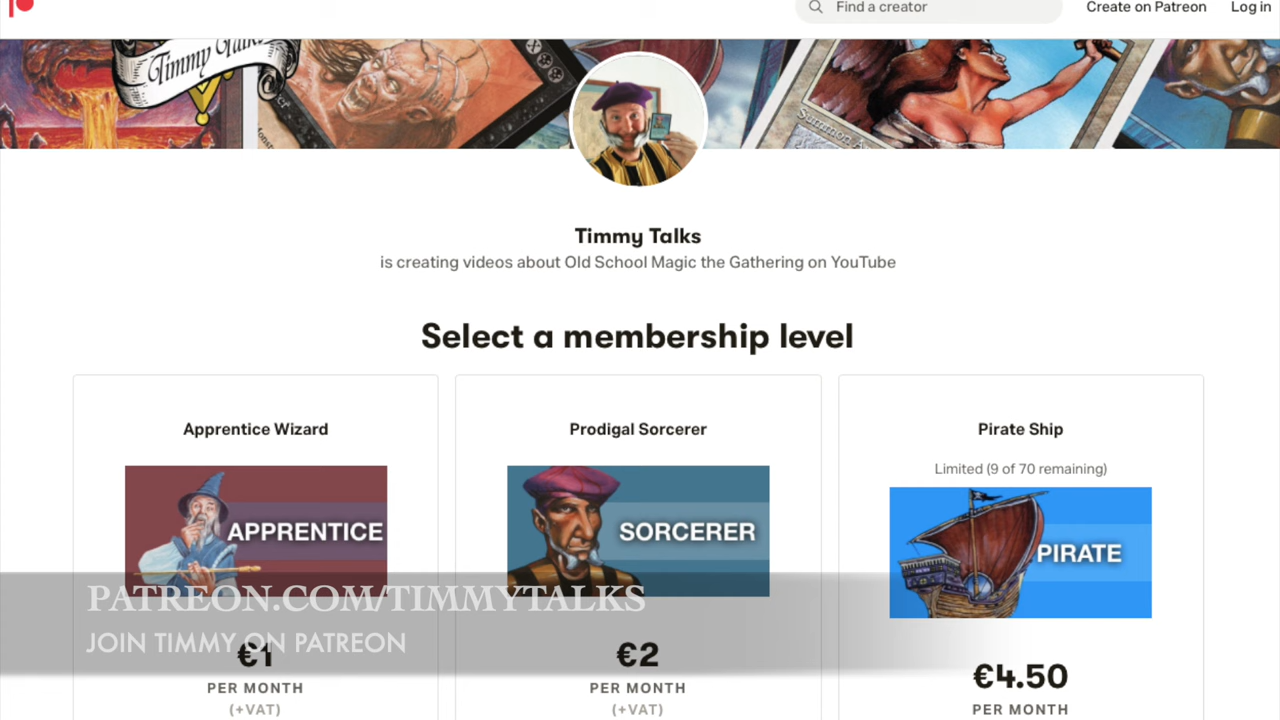 Find a creator
Create on Patreon
Log in
Timmy Talks
Summon A
Timmy Talks
is creating videos about Old School Magic the Gathering on YouTube
Select a membership level
Apprentice Wizard
Prodigal Sorcerer
Pirate Ship
Limited (9 of 70 remaining)
APPRENTICE
SORCERER
PIRATE
PATREON.COM/TIMMYTALKS
JOIN TIMMY ON PATREON
€1
€2
€4.50
PER MONTH
PER MONTH
PER MONTH
(+VAT)
(+VAT)